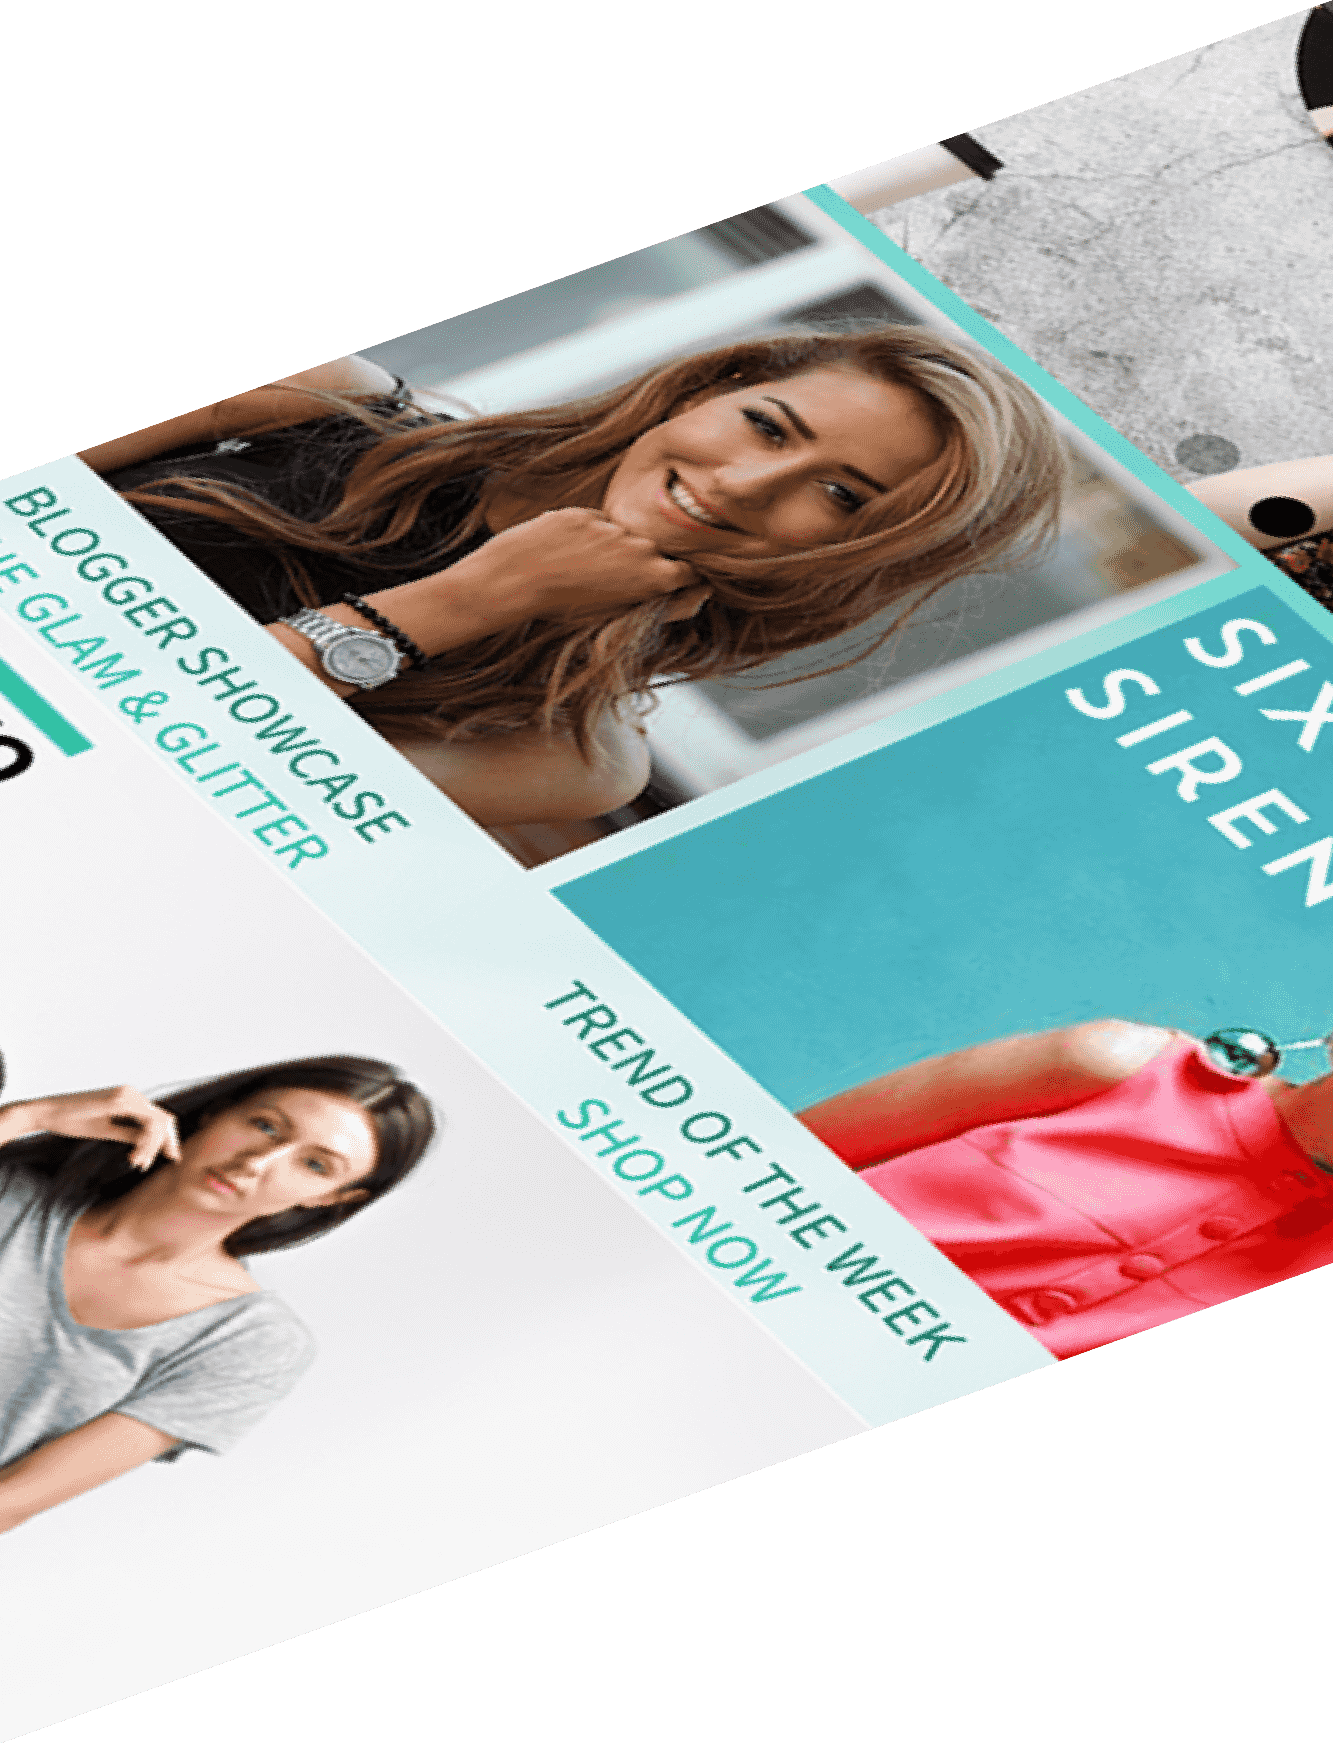 BLOGGER SHOWCASE
GLAM & GLITTER
TREND OF THE WEEK
SHOP NOW
SIX
SIREN